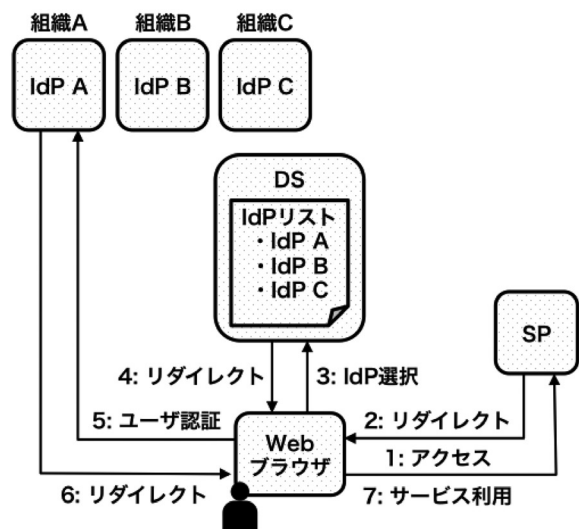 組織A 組織B 組織C
IdP A IdP B IdP C
DS
IdPリスト
・IdP A
・IdP B
・IdP C
SP
4: リダイレクト 3: IdP選択
5: ユーザ認証 2: リダイレクト
Web
ブラウザ
1: アクセス
6: リダイレクト 7: サービス利用